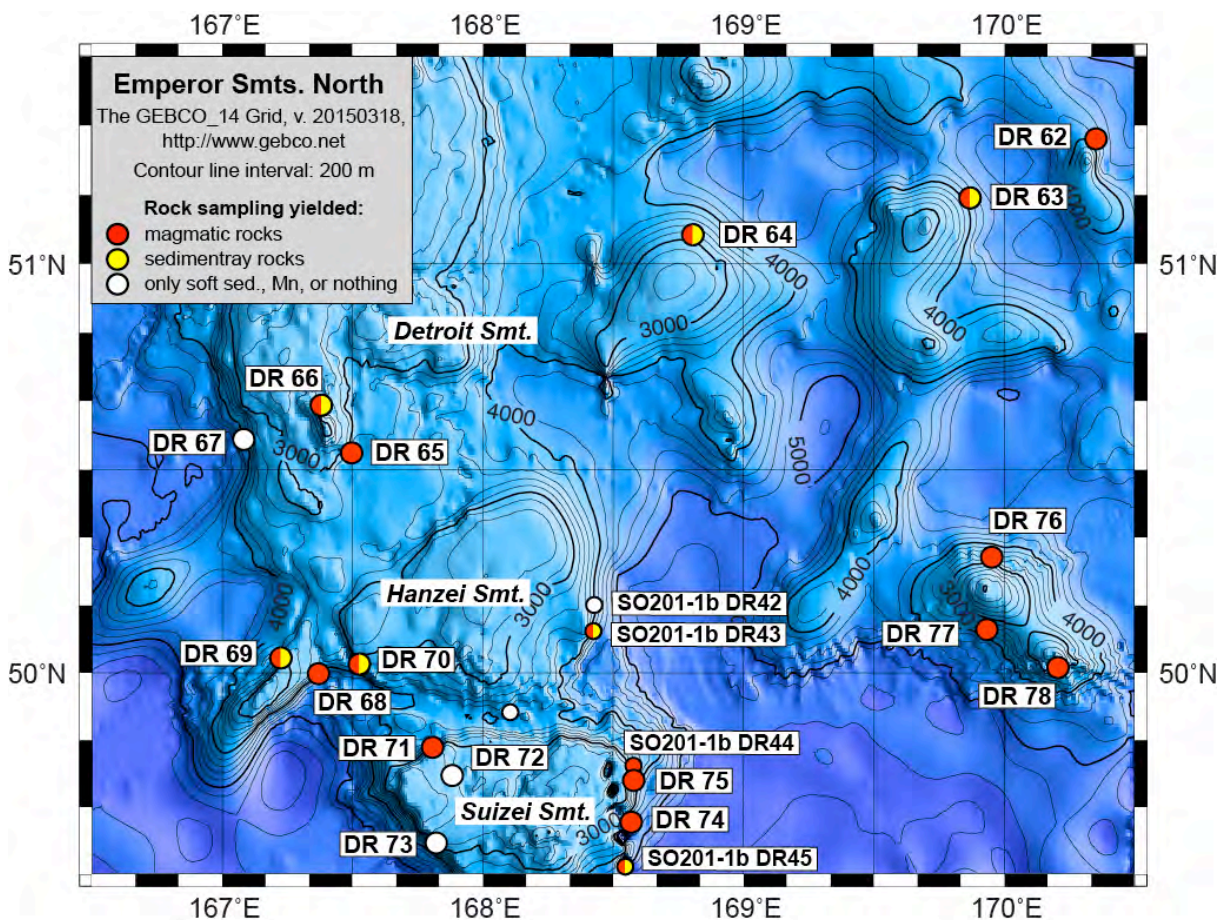 167°E 168°E 169°E 170°E
Emperor Smts. North
The GEBCO_14 Grid, v. 20150318,
http://www.gebco.net
Contour line interval: 200 m
Rock sampling yielded:
magmatic rocks
sedimentray rocks
only soft sed., Mn, or nothing
DR 62
4000
DR 63
DR 64
51°N 51°N
4000
3000
4000
Detroit Smt.
DR 66
4000
DR 67
3000
DR 65
5000
DR 76
Hanzei Smt.
3000
4000
4000
3000
4000
SO201-1b DR42
SO201-1b DR43
DR 77
DR 69
DR 70
50°N 50°N
DR 68
DR 78
DR 71
DR 72
SO201-1b DR44
DR 75
Suizei Smt.
3000
DR 74
DR 73
SO201-1b DR45
167°E 168°E 169°E 170°E